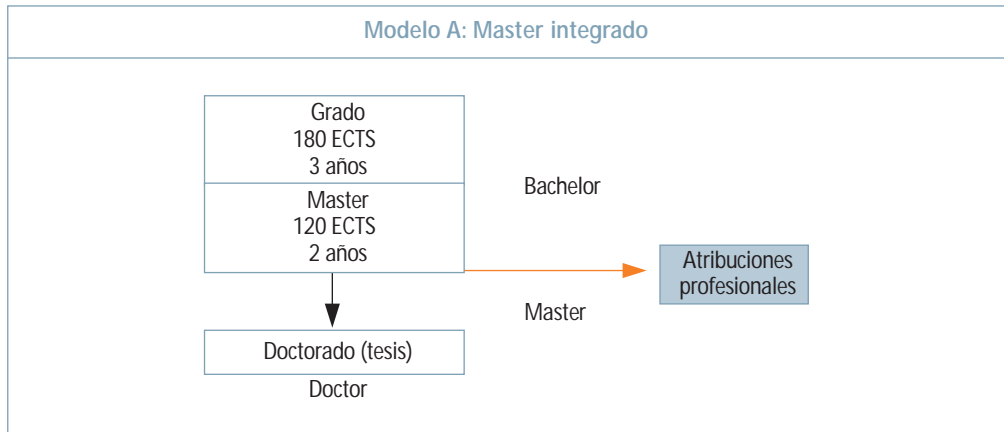 Modelo A: Master integrado
Grado
180 ECTS
3 años
Bachelor
Master
120 ECTS
2 años
Atribuciones
profesionales
Master
Doctorado (tesis)
Doctor